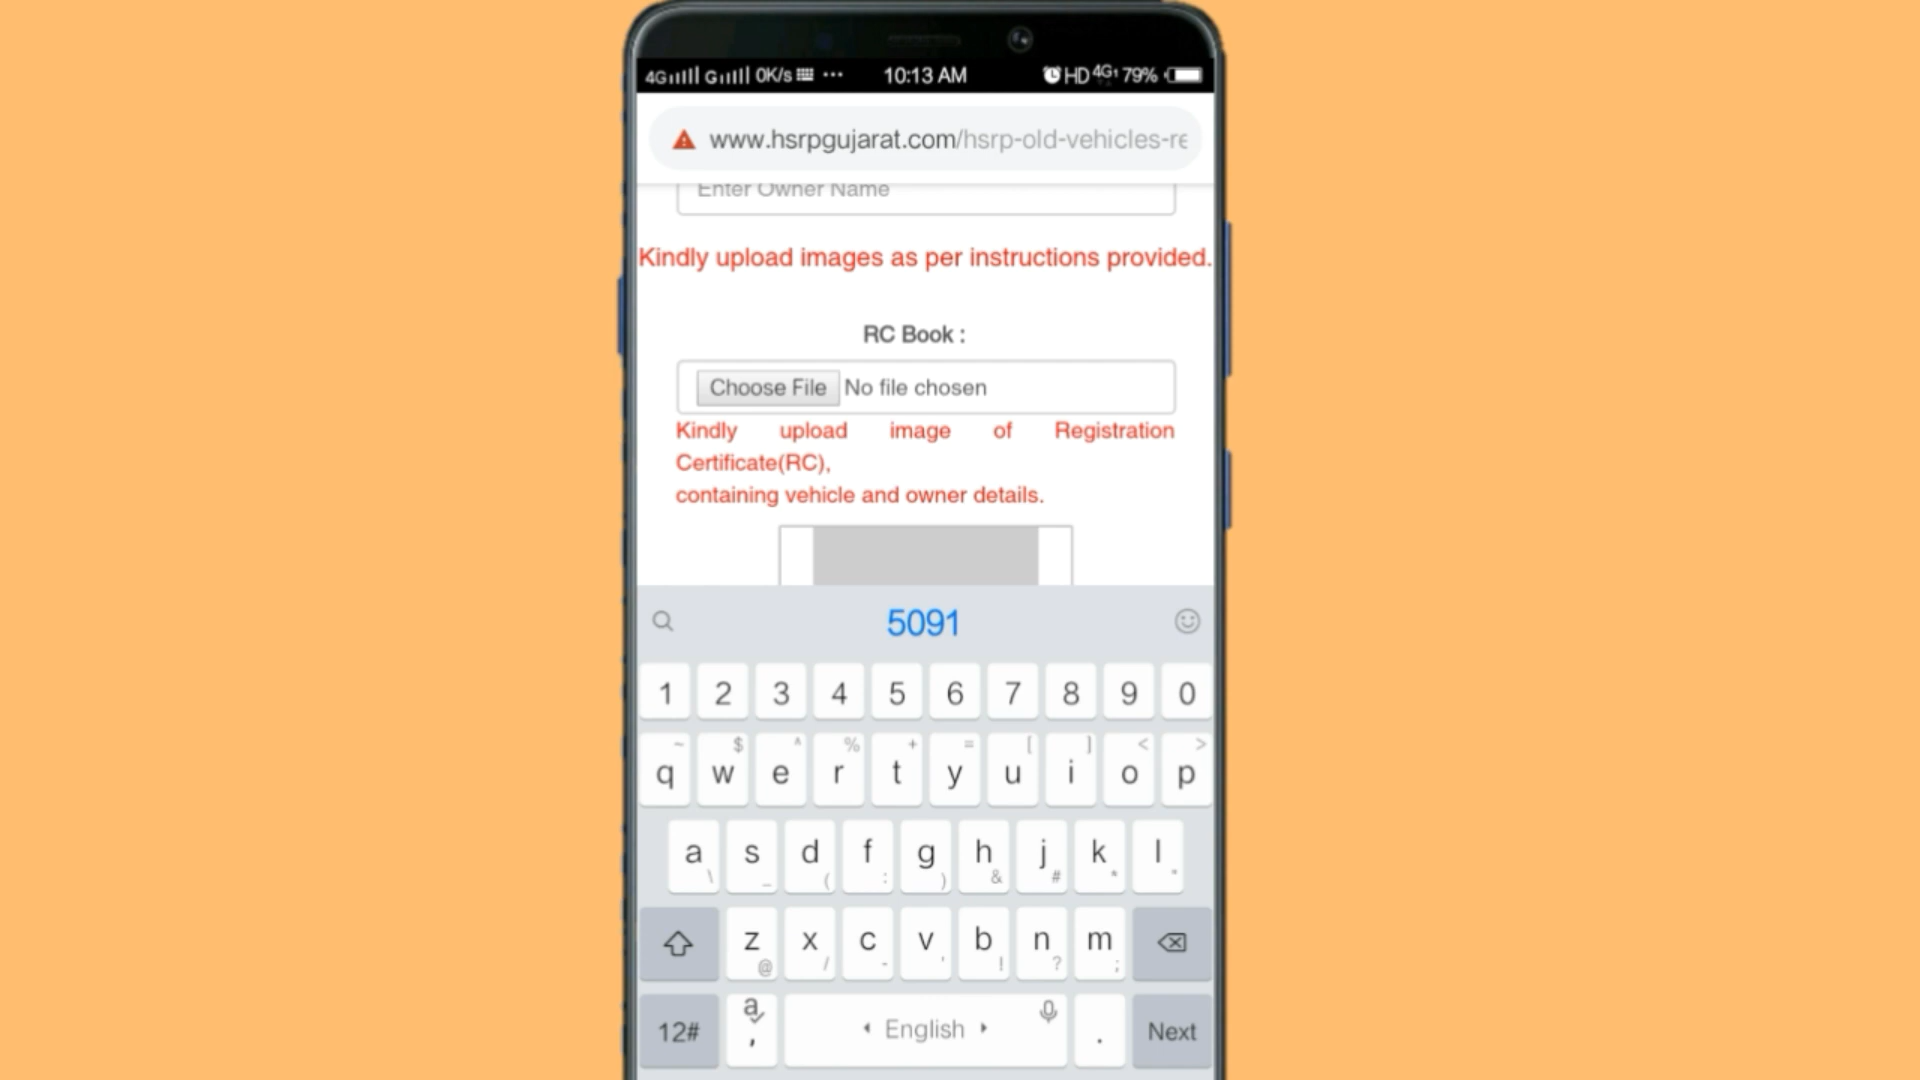 4G G 0K/s ... 10:13 AM HD 4G 79%
www.hsrpgujarat.com/hsrp-old-vehicles-re
Enter Owner Name
Kindly upload images as per instructions provided.
RC Book :
Choose File No file chosen
Kindly upload image of Registration
Certificate(RC),
containing vehicle and owner details.
5091
1 2 3 4 5 6 7 8 9 0
~ $ ^ % + = [ ] < >
q w e r t y u i o p
a s d f g h j k l
\ _ ( : ) & # * "
z x c v b n m
@ / - ' ! ? ;
12# a , English . Next